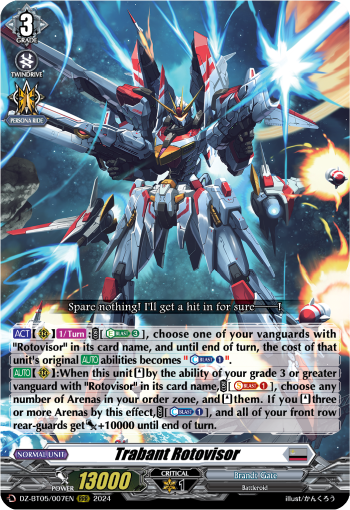 3
GRADE
TWINDRIVE!!
PERSONA RIDE
Spare nothing! I'll get a hit in for sure——!
ACT 1/Turn : [C BLAST 3], choose one of your vanguards with
"Rotovisor" in its card name, and until end of turn, the cost of that
unit's original AUTO abilities becomes " C BLAST 1 ".
AUTO :When this unit by the ability of your grade 3 or greater
vanguard with "Rotovisor" in its card name, [S BLAST 1], choose any
number of Arenas in your order zone, and them. If you three
or more Arenas by this effect, C BLAST 1, and all of your front row
rear-guards get +10000 until end of turn.
NORMAL UNIT
Trabant Rotovisor
POWER 13000
CRITICAL 1
Brandt Gate
Battleroid
DZ-BT05/007EN RRR 2024
illust/かんくろう